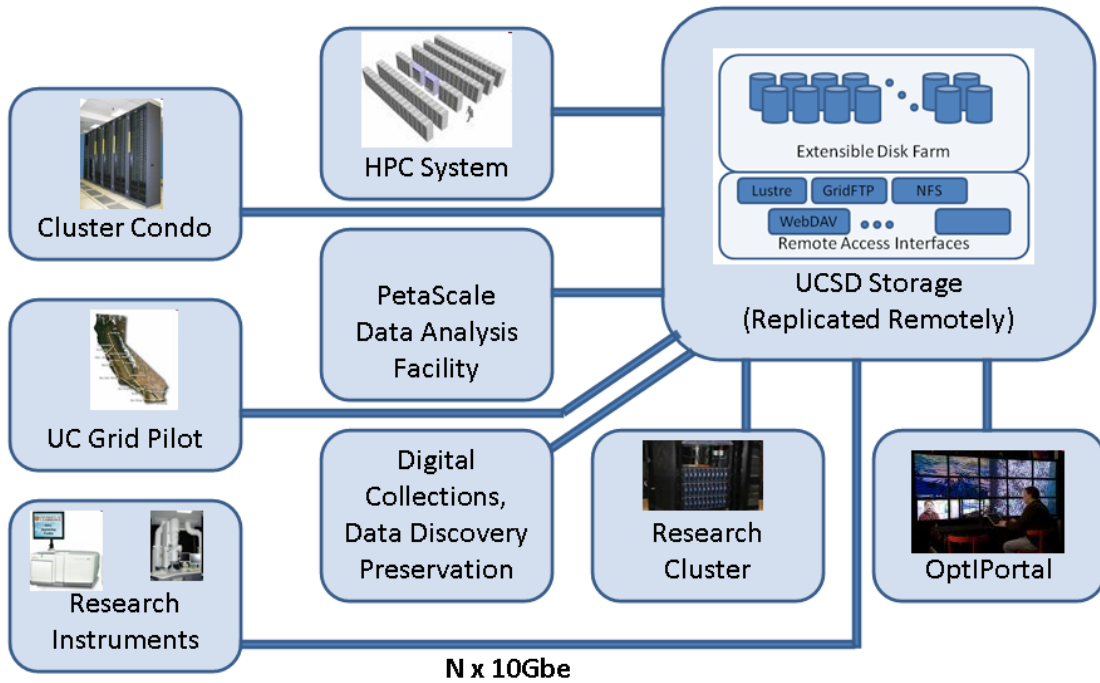 HPC System
Cluster Condo
PetaScale
Data Analysis
Facility
UC Grid Pilot
Digital
Collections,
Data Discovery
Preservation
Research
Instruments
Research
Cluster
OptIPortal
Extensible Disk Farm
Lustre
GridFTP
NFS
WebDAV
Remote Access Interfaces
UCSD Storage
(Replicated Remotely)
N x 10Gbe